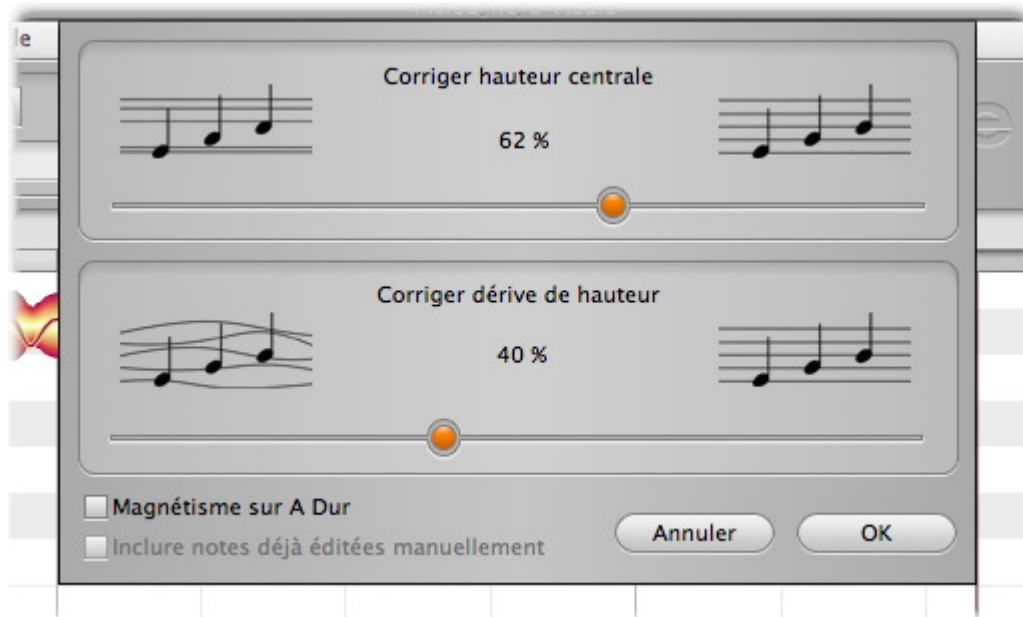 le
Corriger hauteur centrale
62 %
Corriger dérive de hauteur
40 %
Magnétisme sur A Dur
Inclure notes déjà éditées manuellement
Annuler
OK